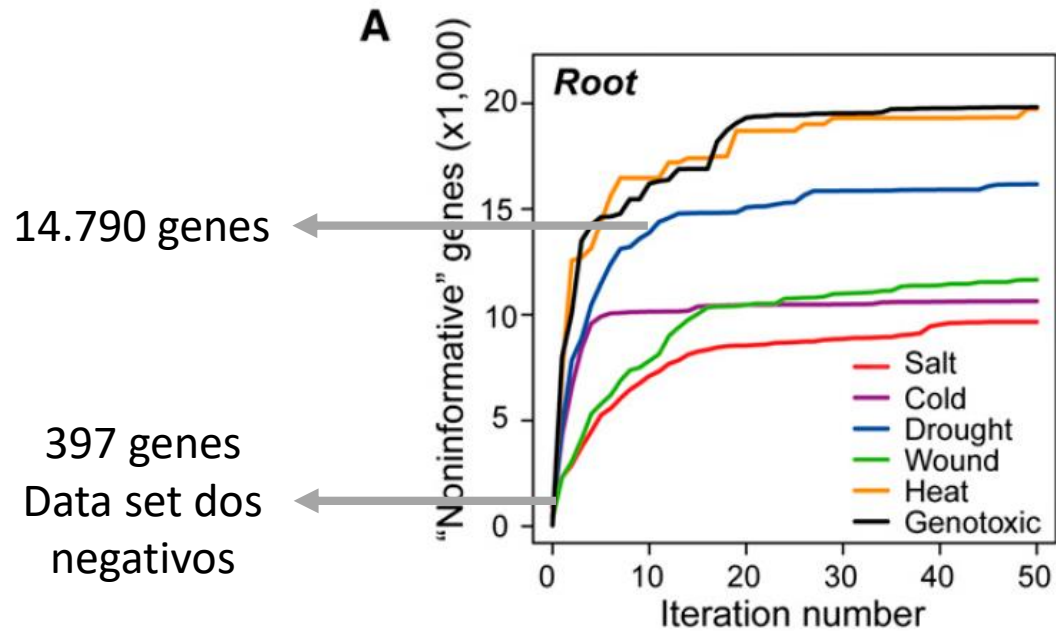 A
Root
“Noninformative” genes (x1,000)
20
15
10
5
0
14.790 genes
397 genes
Data set dos
negativos
Salt
Cold
Drought
Wound
Heat
Genotoxic
0 10 20 30 40 50
Iteration number